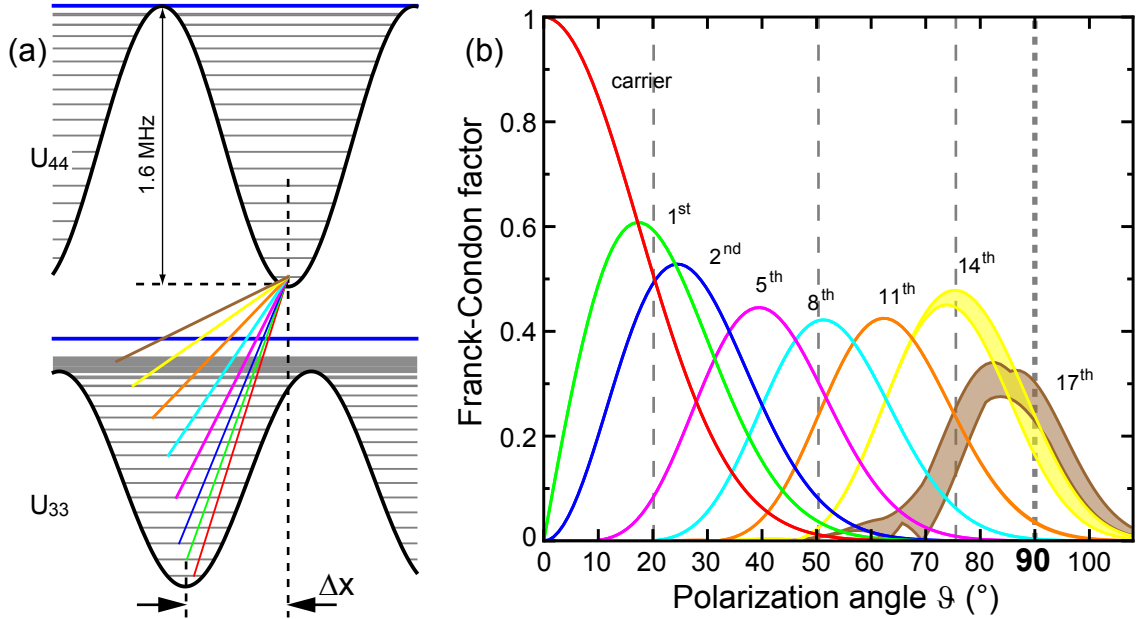 (a)
U44
1.6 MHz
U33
Δx
(b)
Franck-Condon factor
1
0.8
0.6
0.4
0.2
0
carrier
1st
2nd
5th
8th
11th
14th
17th
0 10 20 30 40 50 60 70 80 90 100
Polarization angle ϑ (°)